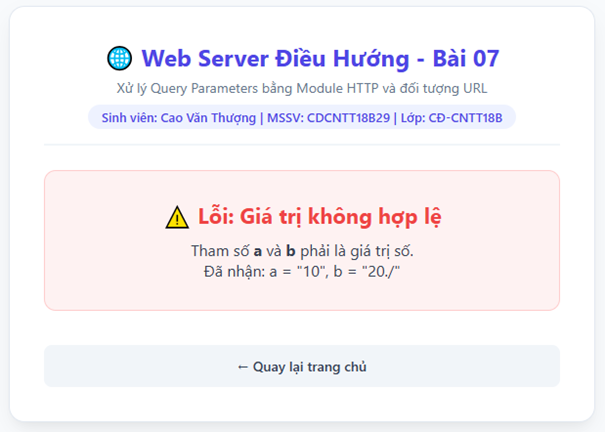 🌐 Web Server Điều Hướng - Bài 07
Xử lý Query Parameters bằng Module HTTP và đối tượng URL
Sinh viên: Cao Văn Thượng | MSSV: CDCNTT18B29 | Lớp: CĐ-CNTT18B
⚠️ Lỗi: Giá trị không hợp lệ
Tham số a và b phải là giá trị số.
Đã nhận: a = "10", b = "20./"
← Quay lại trang chủ